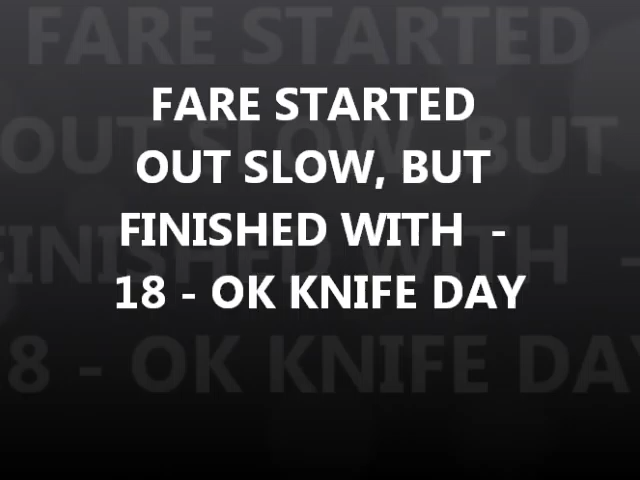 FARE STARTED
OUT SLOW, BUT
FINISHED WITH  -
18 - OK KNIFE DAY